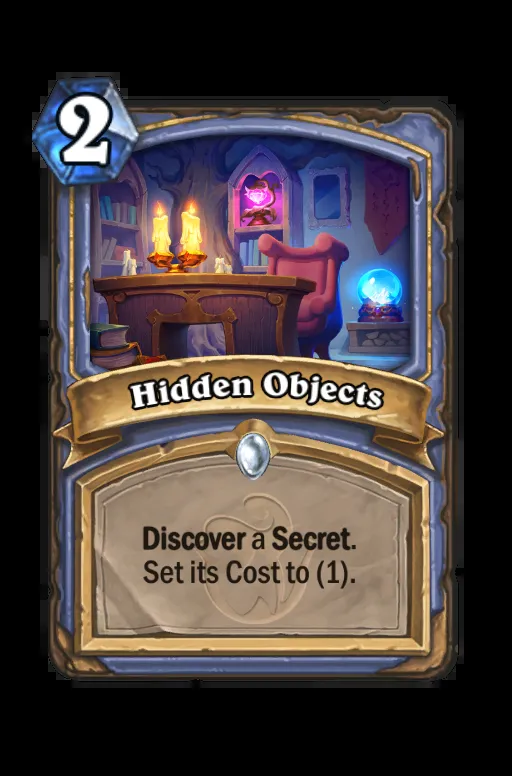 2
Hidden Objects
Discover a Secret.
Set its Cost to (1).